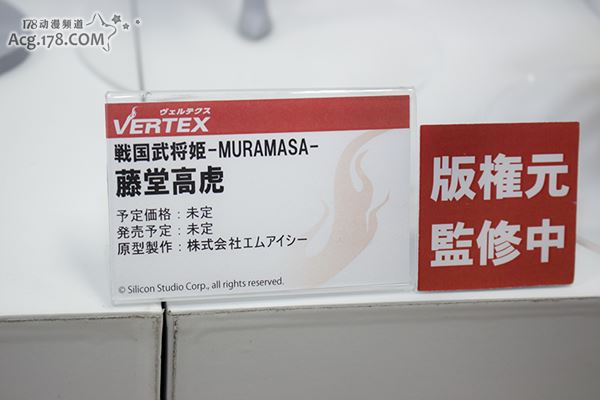 178动漫频道
Acg.178.COM
ヴェルテクス
VERTEX
戦国武将姫-MURAMASA-
藤堂高虎
予定価格：未定
発売予定：未定
原型製作：株式会社エムアイシー
© Silicon Studio Corp., all rights reserved.
版権元
監修中